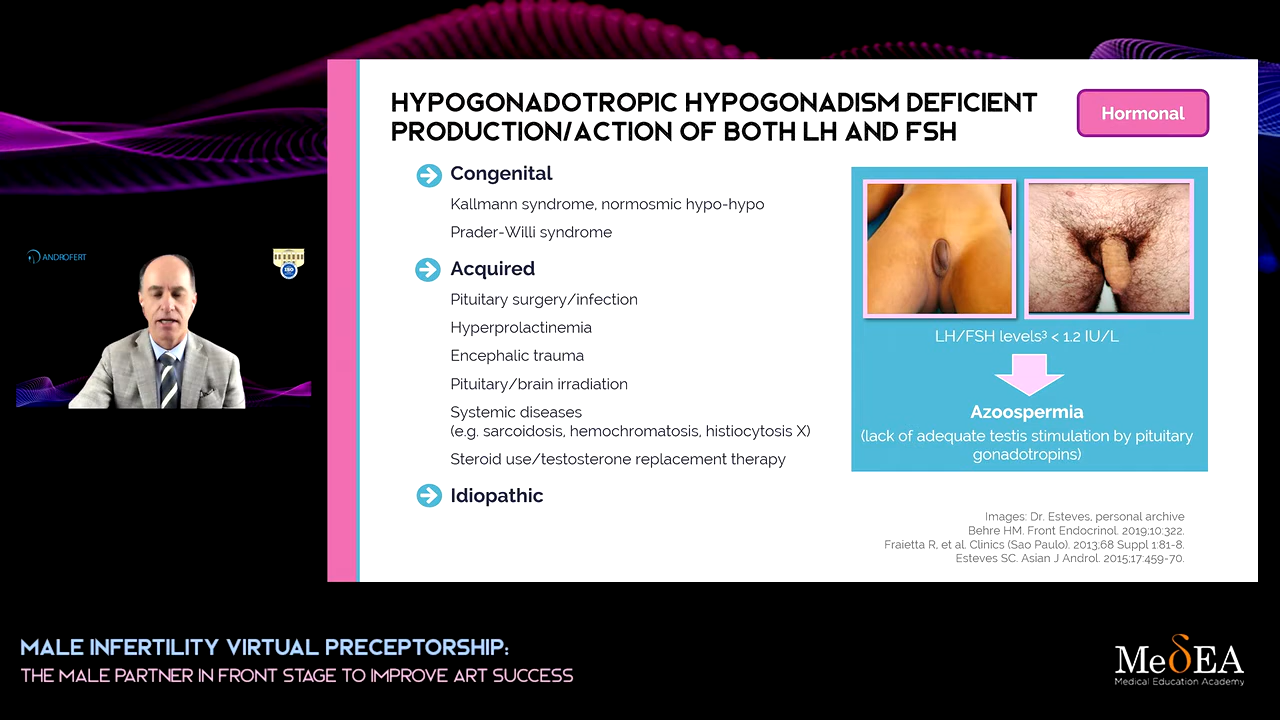 HYPOGONADOTROPIC HYPOGONADISM DEFICIENT
PRODUCTION/ACTION OF BOTH LH AND FSH
Hormonal
Congenital
Kallmann syndrome, normosmic hypo-hypo
Prader-Willi syndrome
Acquired
Pituitary surgery/infection
Hyperprolactinemia
Encephalic trauma
Pituitary/brain irradiation
Systemic diseases
(e.g. sarcoidosis, hemochromatosis, histiocytosis X)
Steroid use/testosterone replacement therapy
Idiopathic
LH/FSH levels³ < 1.2 IU/L
Azoospermia
(lack of adequate testis stimulation by pituitary
gonadotropins)
Images: Dr. Esteves, personal archive
Behre HM. Front Endocrinol. 2019;10:322.
Fraietta R, et al. Clinics (Sao Paulo). 2013;68 Suppl 1:81-8.
Esteves SC. Asian J Androl. 2015;17:459-70.
ANDROFERT
ISO
MALE INFERTILITY VIRTUAL PRECEPTORSHIP:
THE MALE PARTNER IN FRONT STAGE TO IMPROVE ART SUCCESS
MeδEA
Medical Education Academy